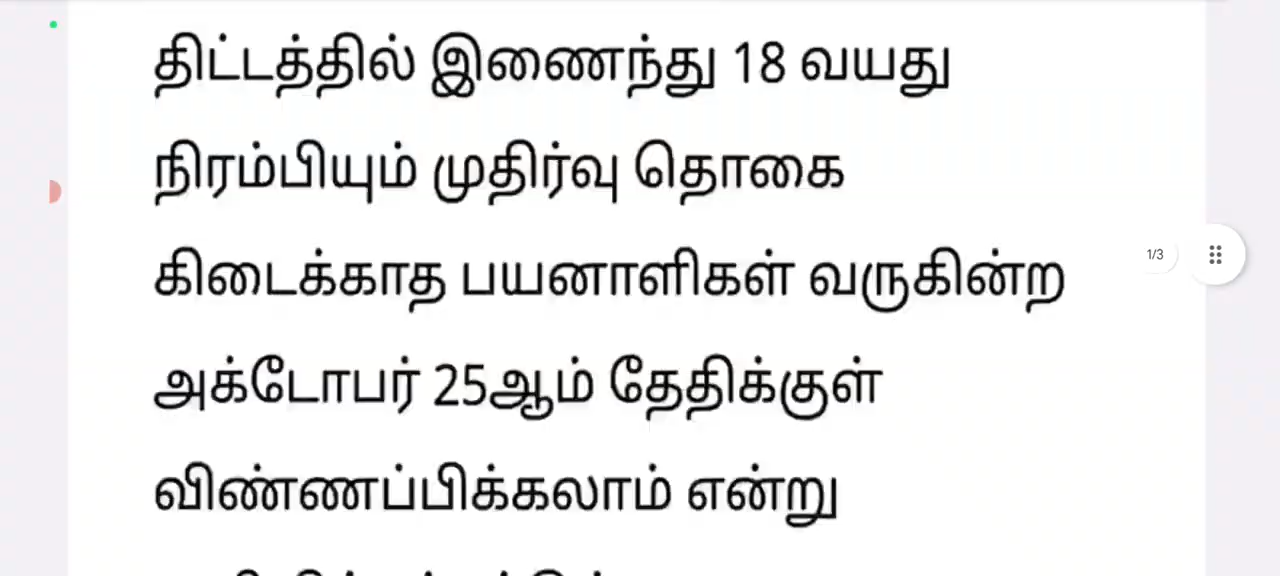 திட்டத்தில் இணைந்து 18 வயது
நிரம்பியும் முதிர்வு தொகை
கிடைக்காத பயனாளிகள் வருகின்ற
1/3
அக்டோபர் 25ஆம் தேதிக்குள்
விண்ணப்பிக்கலாம் என்று